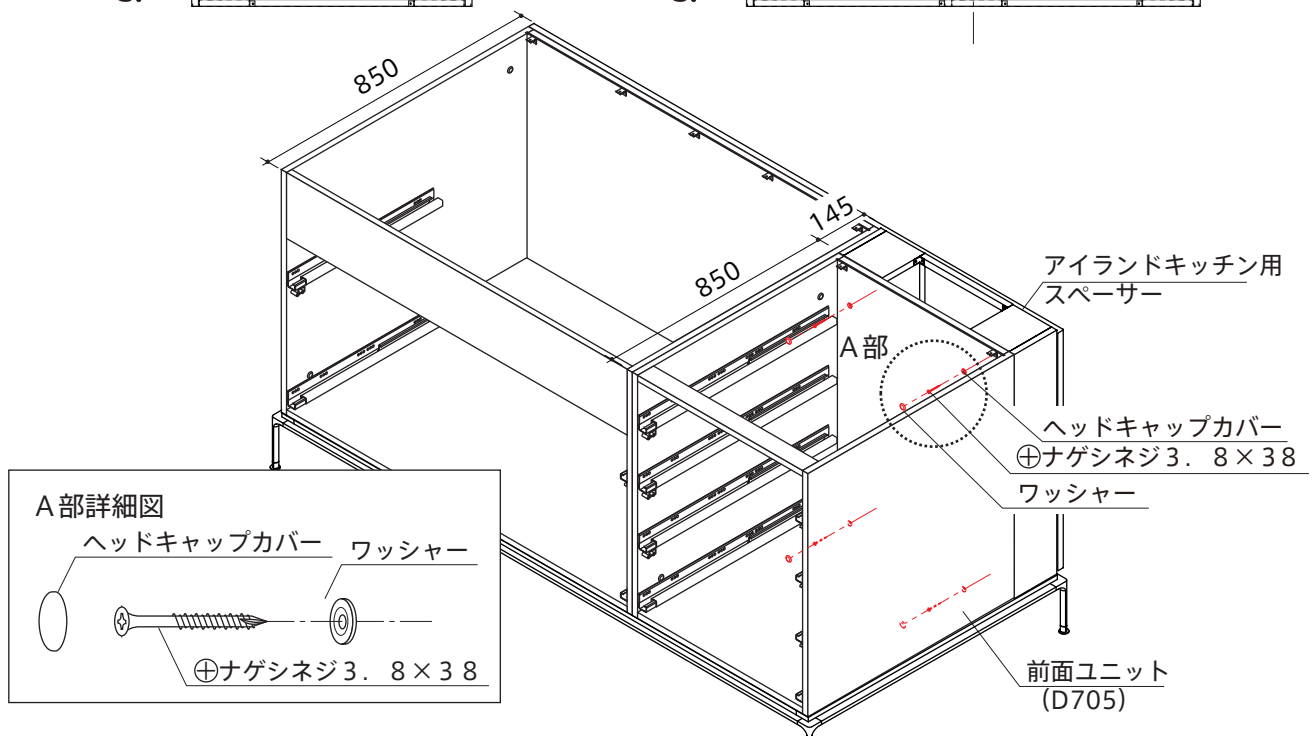 850
145
850
アイランドキッチン用
スペーサー
A部
ヘッドキャップカバー
⊕ナゲシネジ3．8×38
ワッシャー
A部詳細図
ヘッドキャップカバー
ワッシャー
⊕ナゲシネジ3．8×38
前面ユニット
(D705)